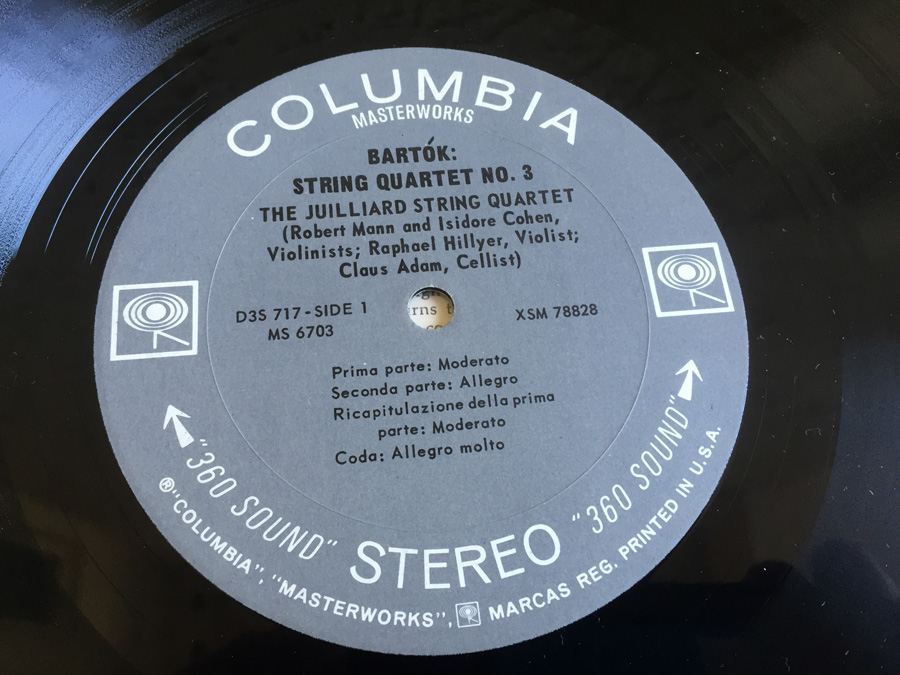 COLUMBIA
MASTERWORKS
BARTÓK:
STRING QUARTET NO. 3
THE JUILLIARD STRING QUARTET
(Robert Mann and Isidore Cohen,
Violinists; Raphael Hillyer, Violist;
Claus Adam, Cellist)
D3S 717 - SIDE 1
MS 6703
XSM 78828
Prima parte: Moderato
Seconda parte: Allegro
Ricapitulazione della prima
parte: Moderato
Coda: Allegro molto
"360 SOUND" STEREO "360 SOUND"
® "COLUMBIA", "MASTERWORKS", MARCAS REG. PRINTED IN U.S.A.